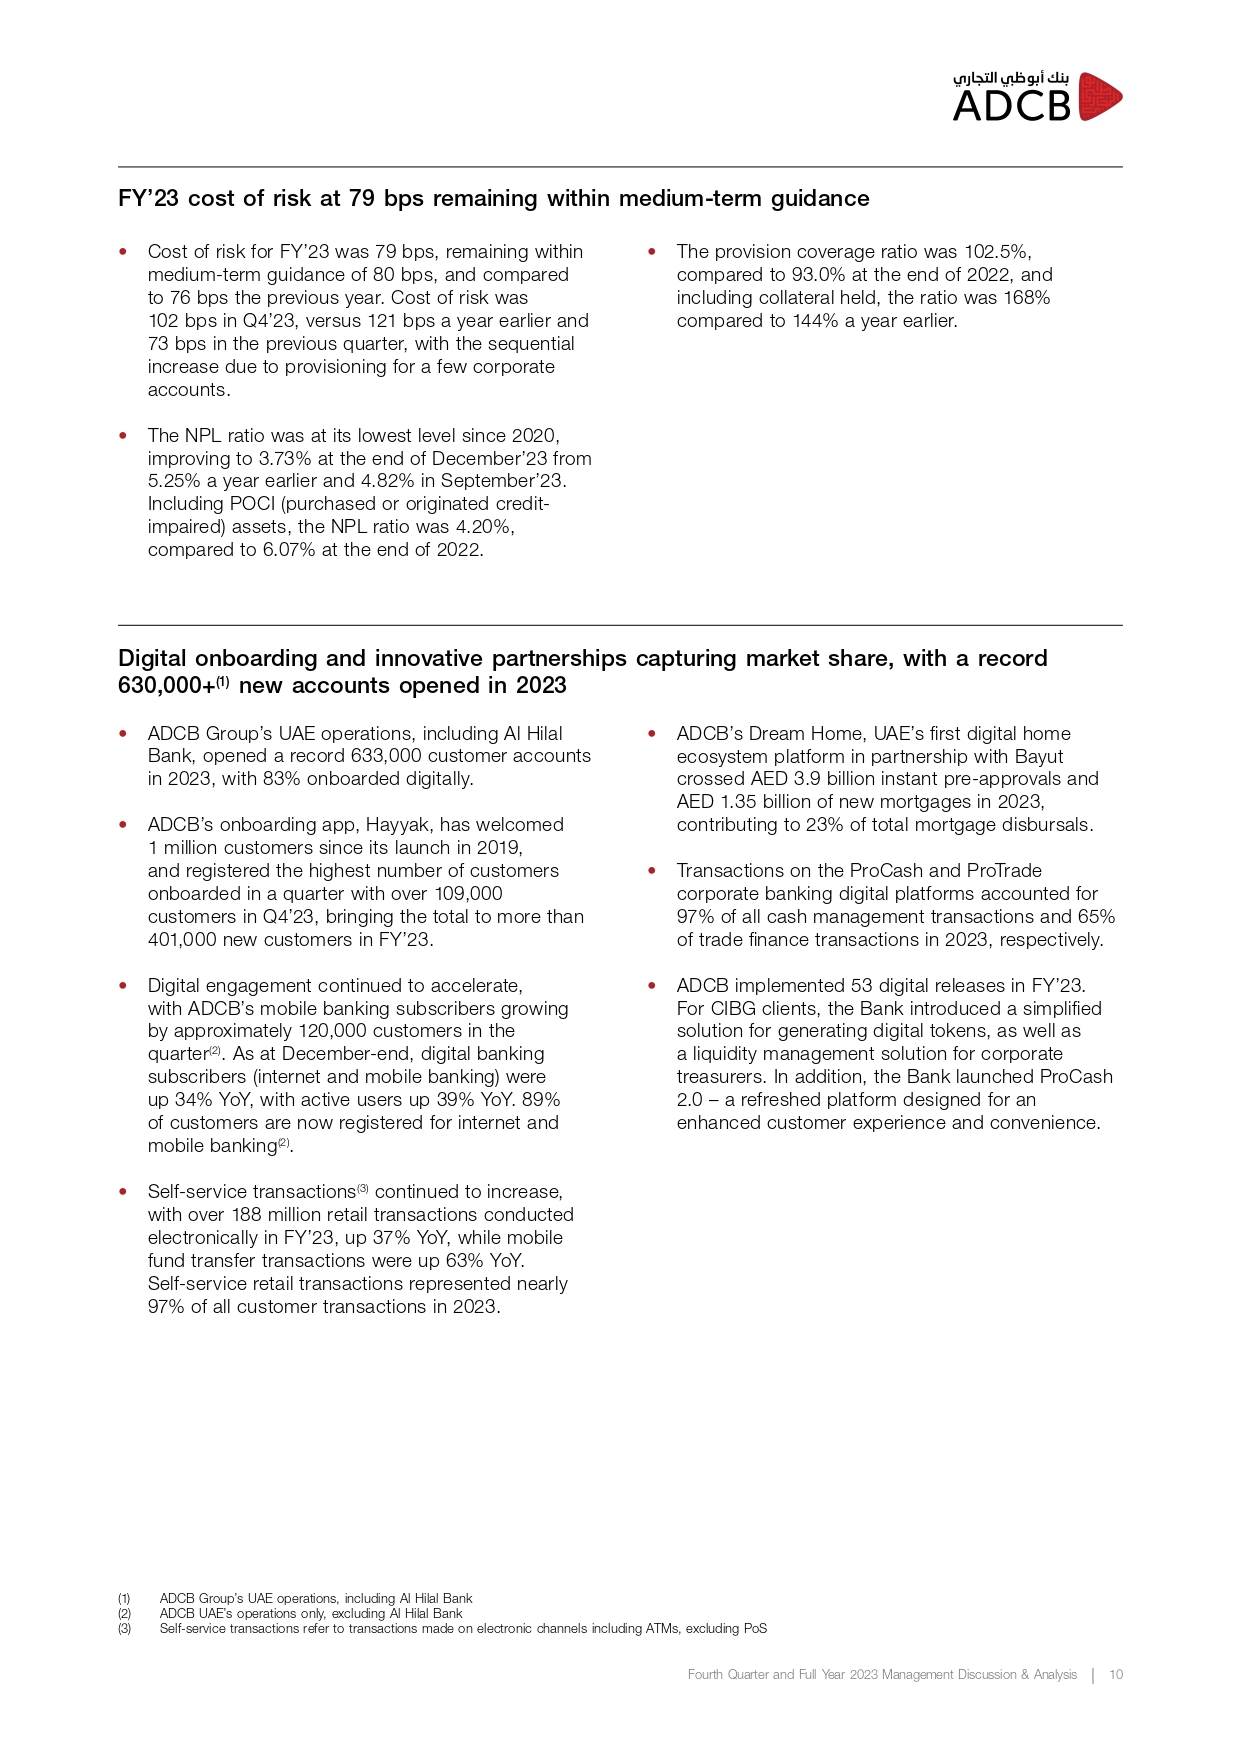 بنك أبوظبي التجاري
ADCB
FY’23 cost of risk at 79 bps remaining within medium-term guidance
• Cost of risk for FY’23 was 79 bps, remaining within
medium-term guidance of 80 bps, and compared
to 76 bps the previous year. Cost of risk was
102 bps in Q4’23, versus 121 bps a year earlier and
73 bps in the previous quarter, with the sequential
increase due to provisioning for a few corporate
accounts.
• The NPL ratio was at its lowest level since 2020,
improving to 3.73% at the end of December’23 from
5.25% a year earlier and 4.82% in September’23.
Including POCI (purchased or originated credit-
impaired) assets, the NPL ratio was 4.20%,
compared to 6.07% at the end of 2022.
• The provision coverage ratio was 102.5%,
compared to 93.0% at the end of 2022, and
including collateral held, the ratio was 168%
compared to 144% a year earlier.
Digital onboarding and innovative partnerships capturing market share, with a record
630,000+(1) new accounts opened in 2023
• ADCB Group’s UAE operations, including Al Hilal
Bank, opened a record 633,000 customer accounts
in 2023, with 83% onboarded digitally.
• ADCB’s onboarding app, Hayyak, has welcomed
1 million customers since its launch in 2019,
and registered the highest number of customers
onboarded in a quarter with over 109,000
customers in Q4’23, bringing the total to more than
401,000 new customers in FY’23.
• Digital engagement continued to accelerate,
with ADCB’s mobile banking subscribers growing
by approximately 120,000 customers in the
quarter(2). As at December-end, digital banking
subscribers (internet and mobile banking) were
up 34% YoY, with active users up 39% YoY. 89%
of customers are now registered for internet and
mobile banking(2).
• Self-service transactions(3) continued to increase,
with over 188 million retail transactions conducted
electronically in FY’23, up 37% YoY, while mobile
fund transfer transactions were up 63% YoY.
Self-service retail transactions represented nearly
97% of all customer transactions in 2023.
• ADCB’s Dream Home, UAE’s first digital home
ecosystem platform in partnership with Bayut
crossed AED 3.9 billion instant pre-approvals and
AED 1.35 billion of new mortgages in 2023,
contributing to 23% of total mortgage disbursals.
• Transactions on the ProCash and ProTrade
corporate banking digital platforms accounted for
97% of all cash management transactions and 65%
of trade finance transactions in 2023, respectively.
• ADCB implemented 53 digital releases in FY’23.
For CIBG clients, the Bank introduced a simplified
solution for generating digital tokens, as well as
a liquidity management solution for corporate
treasurers. In addition, the Bank launched ProCash
2.0 – a refreshed platform designed for an
enhanced customer experience and convenience.
(1) ADCB Group’s UAE operations, including Al Hilal Bank
(2) ADCB UAE’s operations only, excluding Al Hilal Bank
(3) Self-service transactions refer to transactions made on electronic channels including ATMs, excluding PoS
Fourth Quarter and Full Year 2023 Management Discussion & Analysis | 10